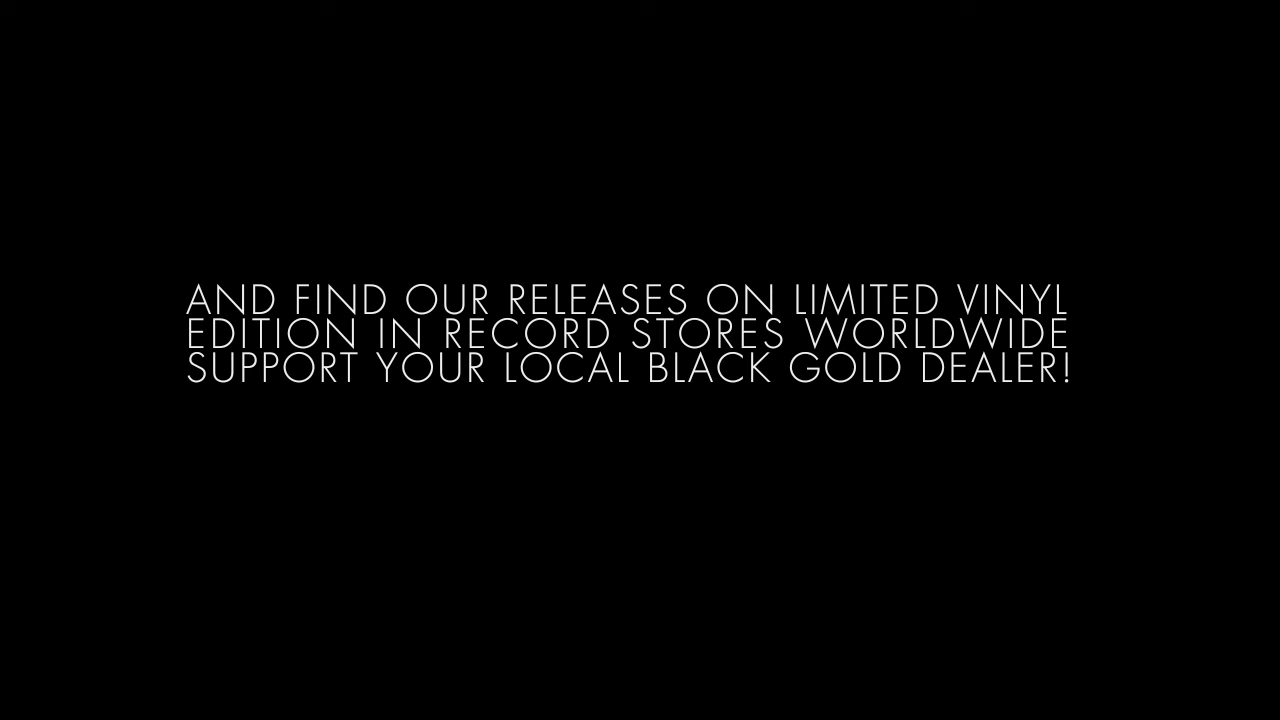 AND FIND OUR RELEASES ON LIMITED VINYL
EDITION IN RECORD STORES WORLDWIDE
SUPPORT YOUR LOCAL BLACK GOLD DEALER!